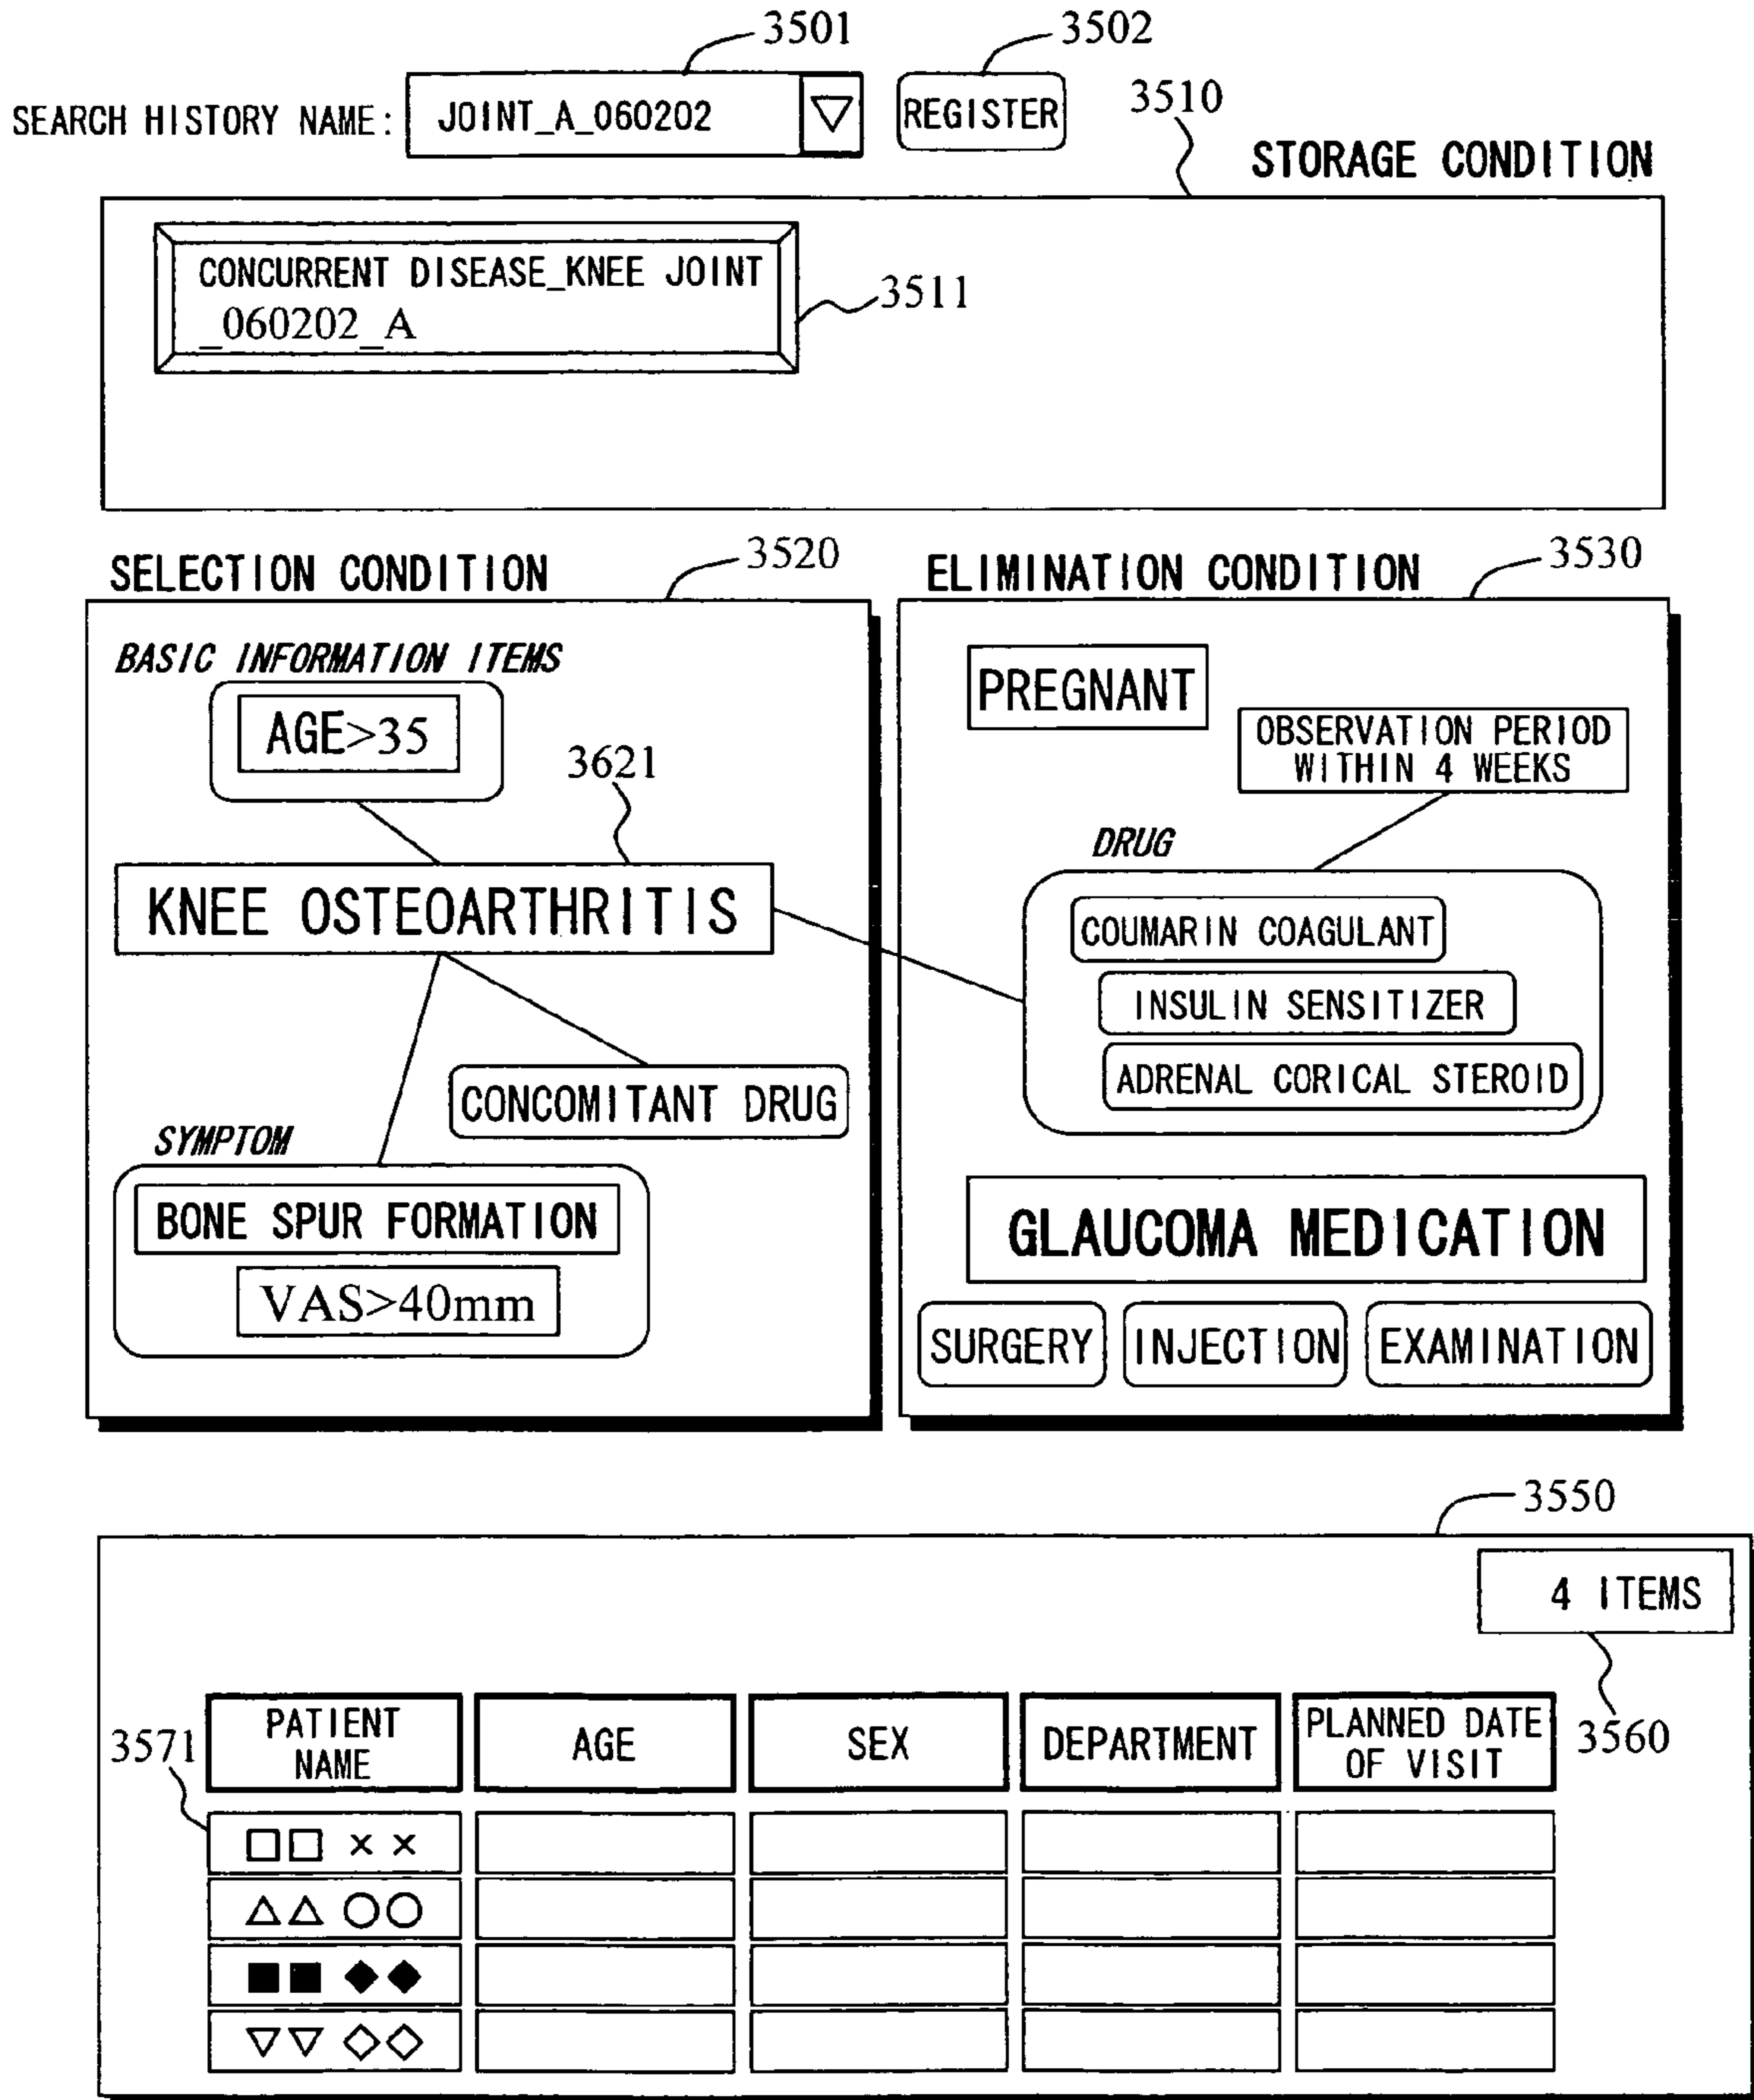 3501
3502
SEARCH HISTORY NAME:
JOINT_A_060202
REGISTER
3510
STORAGE CONDITION
CONCURRENT DISEASE_KNEE JOINT
_060202_A
3511
SELECTION CONDITION
3520
ELIMINATION CONDITION
3530
BASIC INFORMATION ITEMS
AGE>35
3621
KNEE OSTEOARTHRITIS
CONCOMITANT DRUG
SYMPTOM
BONE SPUR FORMATION
VAS>40mm
PREGNANT
OBSERVATION PERIOD
WITHIN 4 WEEKS
DRUG
COUMARIN COAGULANT
INSULIN SENSITIZER
ADRENAL CORICAL STEROID
GLAUCOMA MEDICATION
SURGERY
INJECTION
EXAMINATION
3550
4 ITEMS
3560
3571
PATIENT
NAME
AGE
SEX
DEPARTMENT
PLANNED DATE
OF VISIT
□□ ××
△△ ○○
■■ ◆◆
▽▽ ◇◇